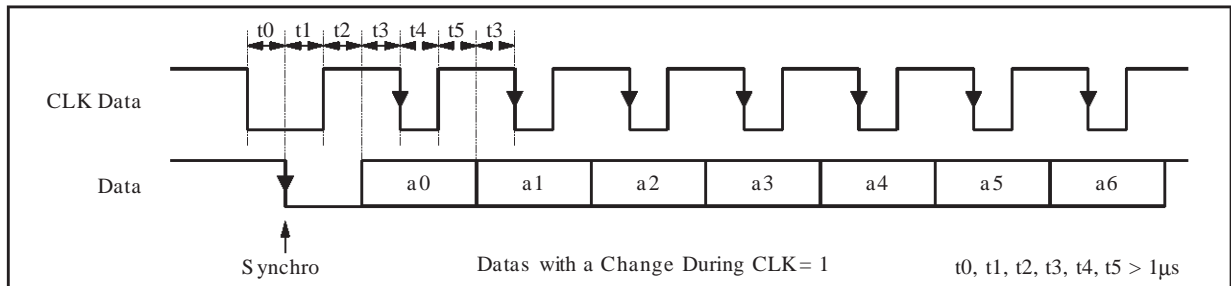 t0 t1 t2 t3 t4 t5 t3
CLK Data
Data a0 a1 a2 a3 a4 a5 a6
Synchro Datas with a Change During CLK = 1 t0, t1, t2, t3, t4, t5 > 1µs